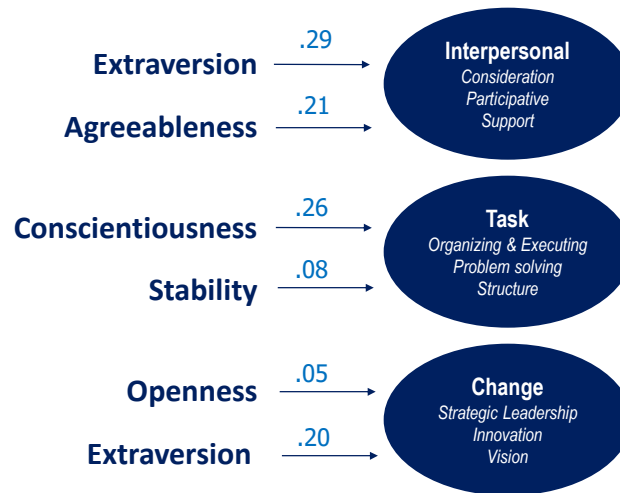 .29
Extraversion
Interpersonal
Consideration
Participative
Support
.21
Agreeableness
.26
Conscientiousness
Task
Organizing & Executing
Problem solving
Structure
.08
Stability
.05
Openness
Change
Strategic Leadership
Innovation
Vision
.20
Extraversion